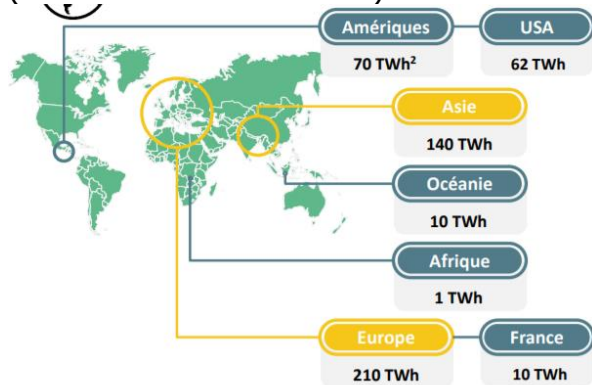 Amériques USA
70 TWh² 62 TWh
Asie
140 TWh
Océanie
10 TWh
Afrique
1 TWh
Europe France
210 TWh 10 TWh